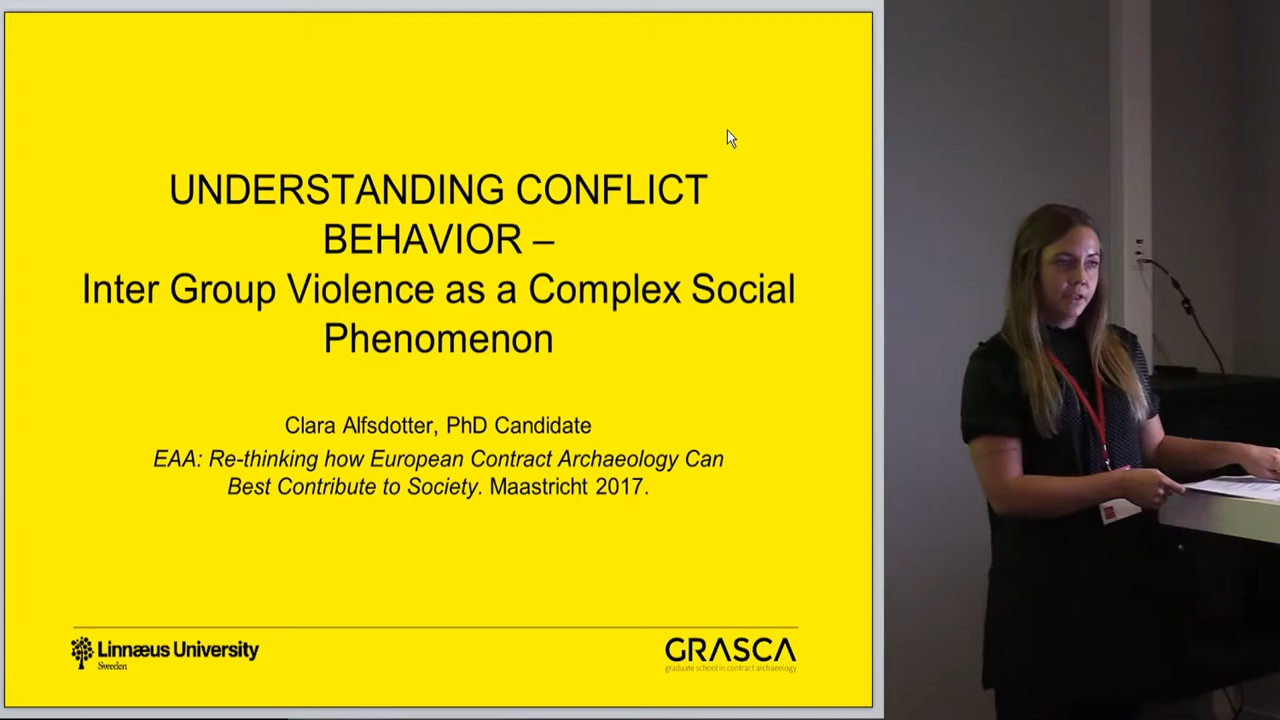 UNDERSTANDING CONFLICT
BEHAVIOR –
Inter Group Violence as a Complex Social
Phenomenon
Clara Alfsdotter, PhD Candidate
EAA: Re-thinking how European Contract Archaeology Can
Best Contribute to Society. Maastricht 2017.
Linnæus University
Sweden
GRASCA
graduate school in contract archaeology